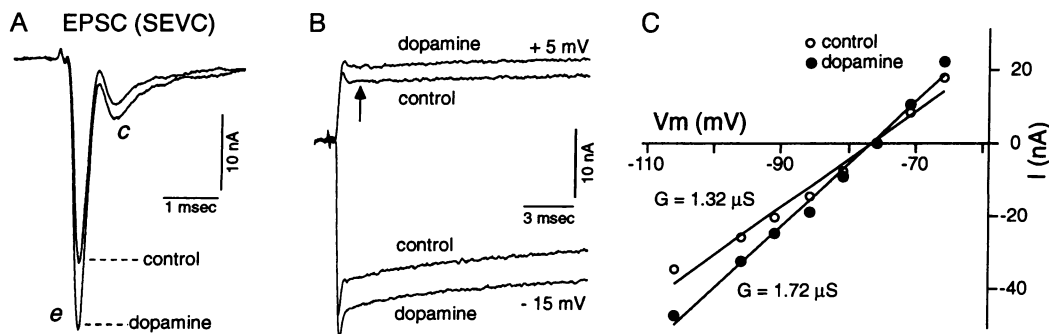 A EPSC (SEVC)
c
10 nA
1 msec
control
e
dopamine
B
dopamine + 5 mV
control
10 nA
3 msec
control
dopamine - 15 mV
C
control
dopamine
Vm (mV)
-110 -90 -70
20
0
-20
-40
I (nA)
G = 1.32 µS
G = 1.72 µS